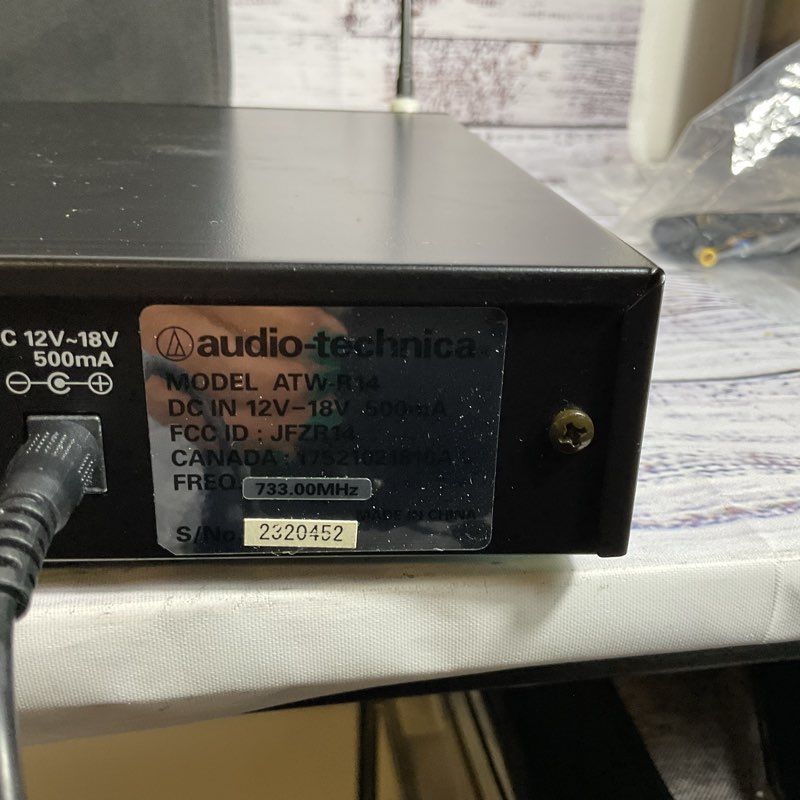 C 12V~18V
500mA
audio-technica®
MODEL ATW-R14
DC IN 12V–18V 500mA
FCC ID : JFZR14
CANADA :
FREQ. 733.00MHz
MADE IN CHINA
S/No. 2320452